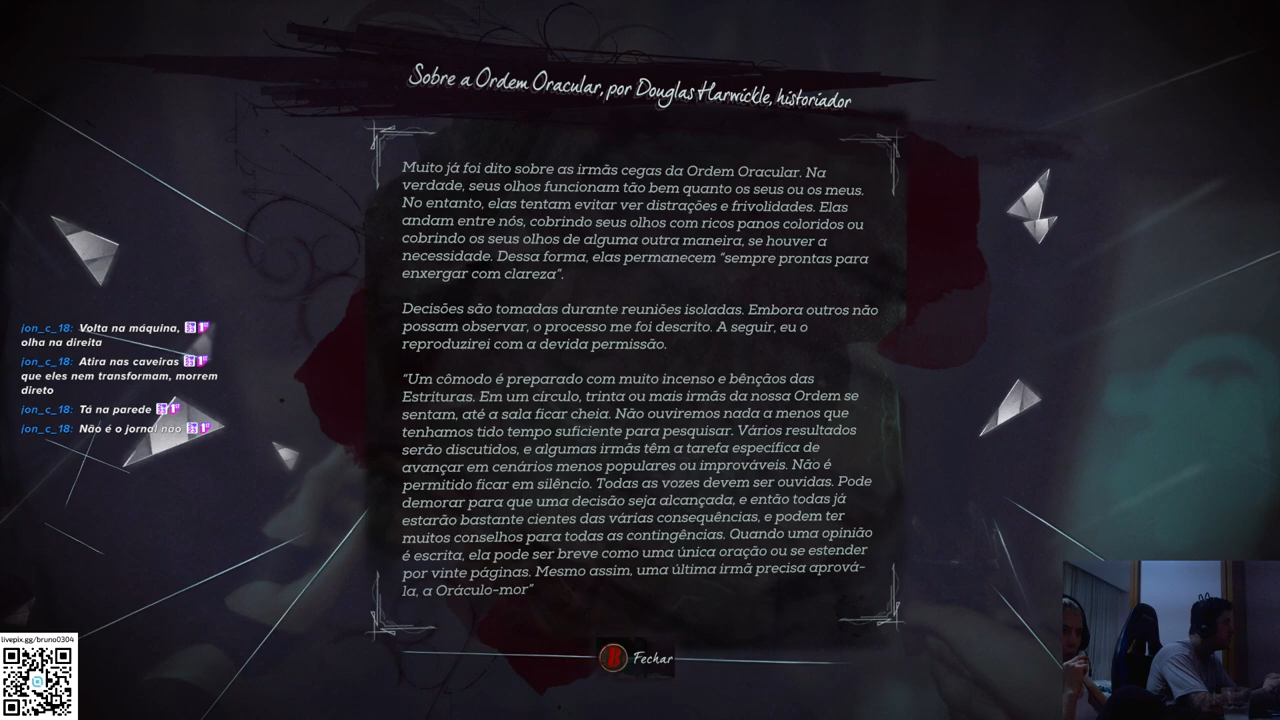 Sobre a Ordem Oracular, por Douglas Harwickle, historiador
Muito já foi dito sobre as irmãs cegas da Ordem Oracular. Na
verdade, seus olhos funcionam tão bem quanto os seus ou os meus.
No entanto, elas tentam evitar ver distrações e frivolidades. Elas
andam entre nós, cobrindo seus olhos com ricos panos coloridos ou
cobrindo os seus olhos de alguma outra maneira, se houver a
necessidade. Dessa forma, elas permanecem “sempre prontas para
enxergar com clareza”.
Decisões são tomadas durante reuniões isoladas. Embora outros não
possam observar, o processo me foi descrito. A seguir, eu o
reproduzirei com a devida permissão.
“Um cômodo é preparado com muito incenso e bênçãos das
Estrituras. Em um círculo, trinta ou mais irmãs da nossa Ordem se
sentam, até a sala ficar cheia. Não ouviremos nada a menos que
tenhamos tido tempo suficiente para pesquisar. Vários resultados
serão discutidos, e algumas irmãs têm a tarefa específica de
avançar em cenários menos populares ou improváveis. Não é
permitido ficar em silêncio. Todas as vozes devem ser ouvidas. Pode
demorar para que uma decisão seja alcançada, e então todas já
estarão bastante cientes das várias consequências, e podem ter
muitos conselhos para todas as contingências. Quando uma opinião
é escrita, ela pode ser breve como uma única oração ou se estender
por vinte páginas. Mesmo assim, uma última irmã precisa aprová-
la, a Oráculo-mor”
B Fechar
jon_c_18: Volta na máquina,
olha na direita
jon_c_18: Atira nas caveiras
que eles nem transformam, morrem
direto
jon_c_18: Tá na parede
jon_c_18: Não é o jornal não
livepix.gg/bruno0304